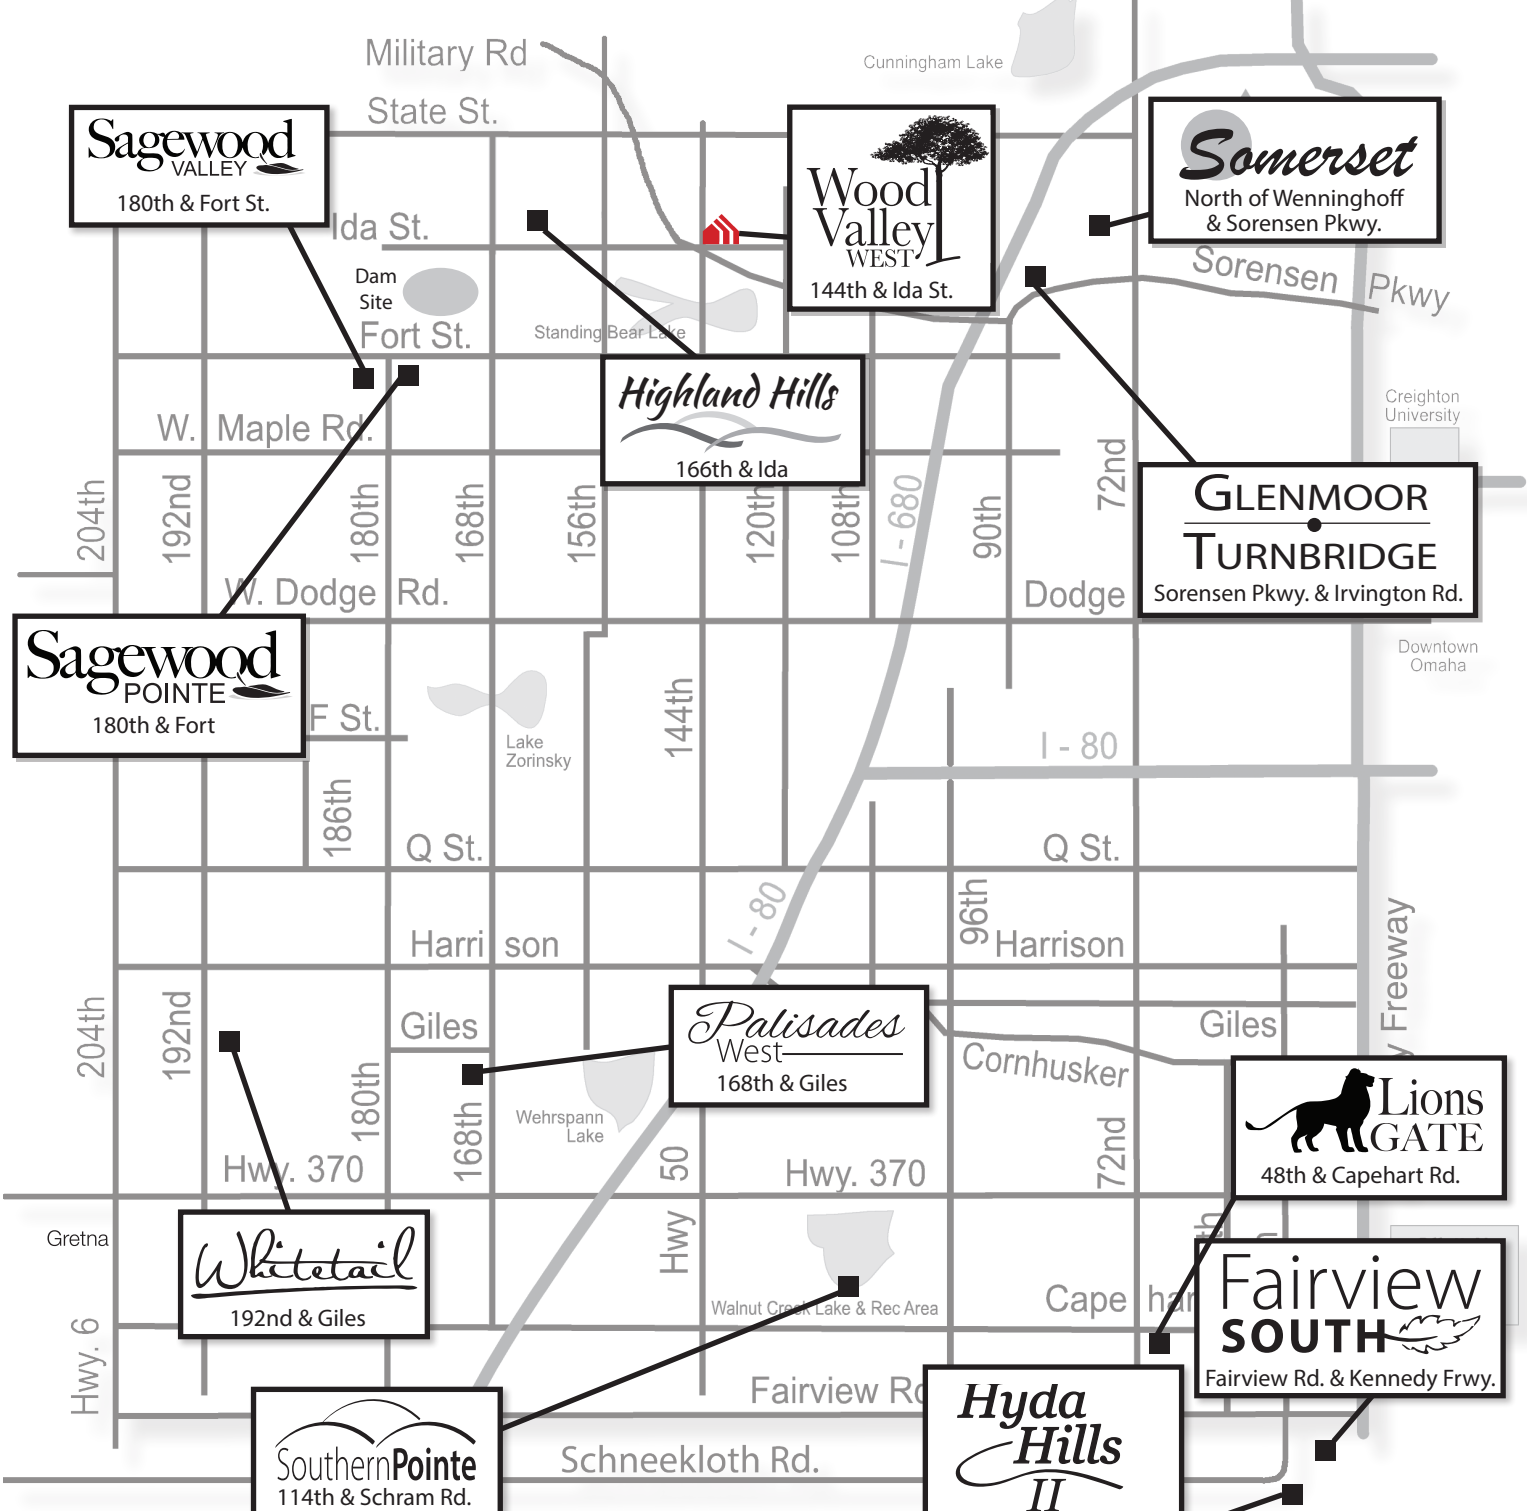 Military Rd
Cunningham Lake
State St.
Sagewood
VALLEY
180th & Fort St.
Wood
Valley
WEST
144th & Ida St.
Somerset
North of Wenninghoff
& Sorensen Pkwy.
Ida St.
Dam
Site
Sorensen Pkwy
Fort St.
Standing Bear Lake
Highland Hills
166th & Ida
Creighton
University
W. Maple Rd.
204th
192nd
180th
168th
156th
120th
108th
I - 680
90th
72nd
GLENMOOR
TURNBRIDGE
Sorensen Pkwy. & Irvington Rd.
W. Dodge Rd.
Dodge
Sagewood
POINTE
180th & Fort
Downtown
Omaha
F St.
Lake
Zorinsky
144th
I - 80
186th
Q St.
Q St.
I - 80
96th
Harrison
Harrison
y Freeway
204th
192nd
Giles
Palisades
West
168th & Giles
Giles
Cornhusker
180th
168th
Wehrspann
Lake
72nd
Lions
GATE
48th & Capehart Rd.
Hwy. 370
Hwy 50
Hwy. 370
Gretna
Whitetail
192nd & Giles
Walnut Creek Lake & Rec Area
Cape har
th
Fairview
SOUTH
Fairview Rd. & Kennedy Frwy.
Hwy. 6
Fairview Rd
Hyda
Hills
II
SouthernPointe
114th & Schram Rd.
Schneekloth Rd.